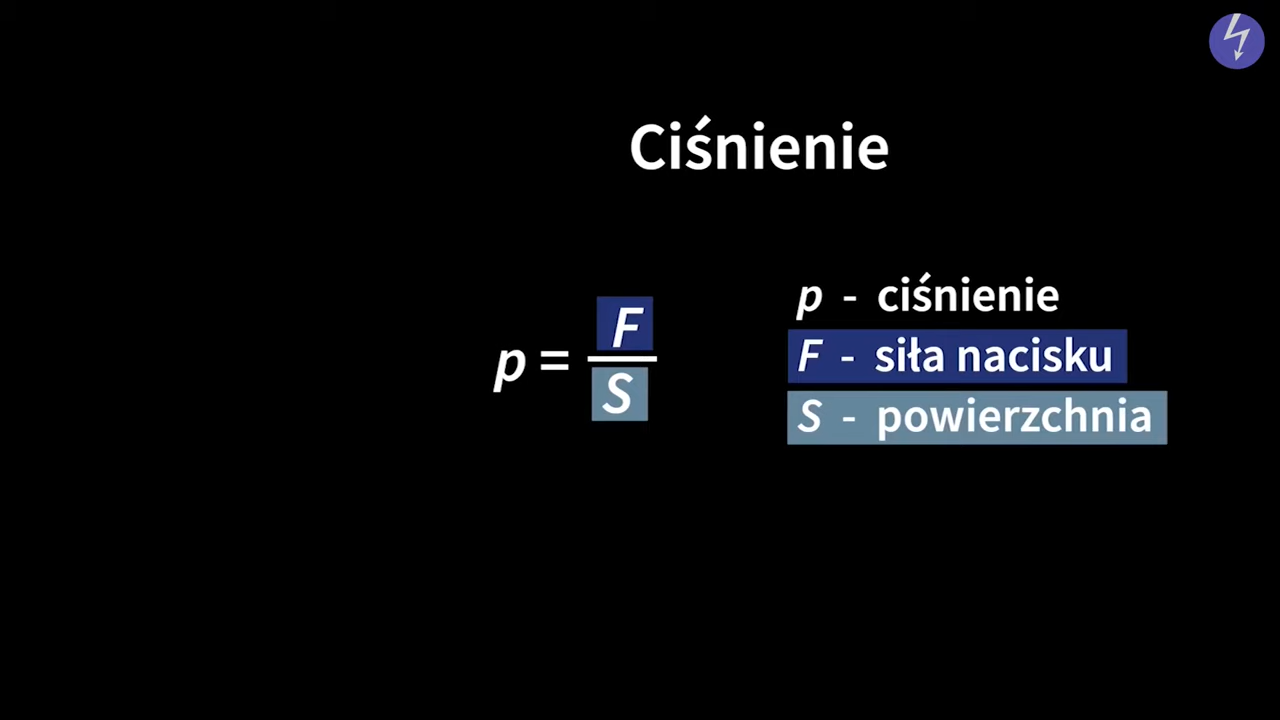 Ciśnienie
p = F / S
p - ciśnienie
F - siła nacisku
S - powierzchnia